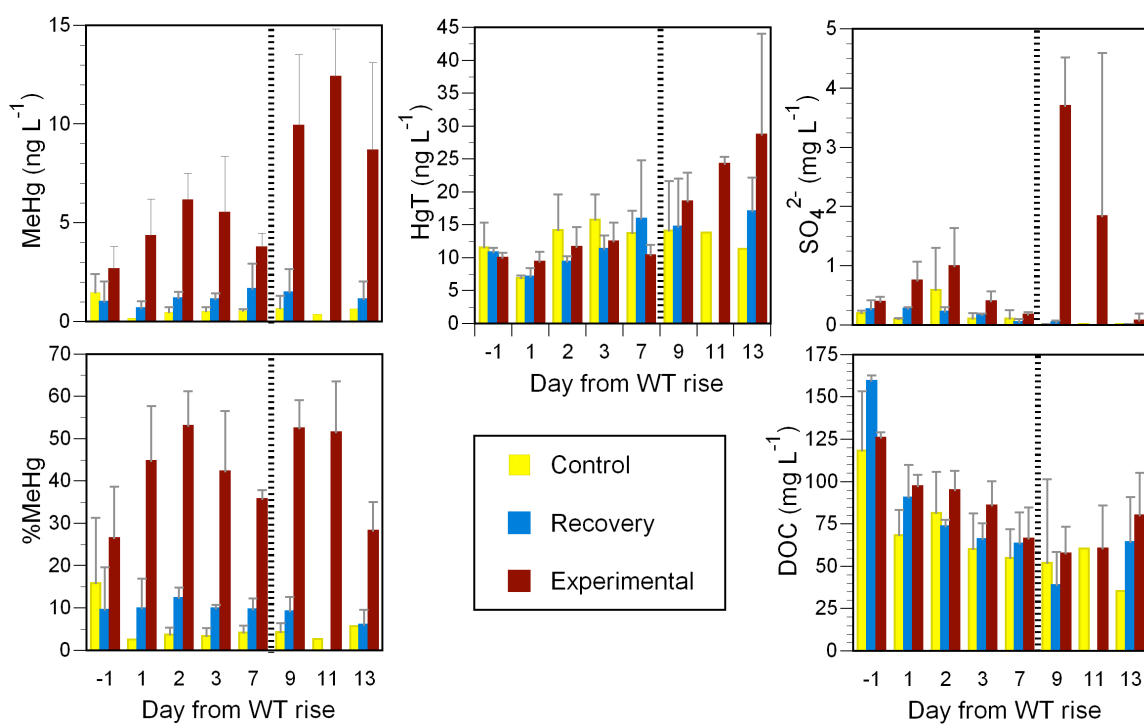 15
10
5
0
MeHg (ng L⁻¹)
45
40
35
30
25
20
15
10
5
0
HgT (ng L⁻¹)
-1 1 2 3 7 9 11 13
Day from WT rise
5
4
3
2
1
0
SO₄²⁻ (mg L⁻¹)
70
60
50
40
30
20
10
0
%MeHg
-1 1 2 3 7 9 11 13
Day from WT rise
Control
Recovery
Experimental
175
150
125
100
75
50
25
0
DOC (mg L⁻¹)
-1 1 2 3 7 9 11 13
Day from WT rise